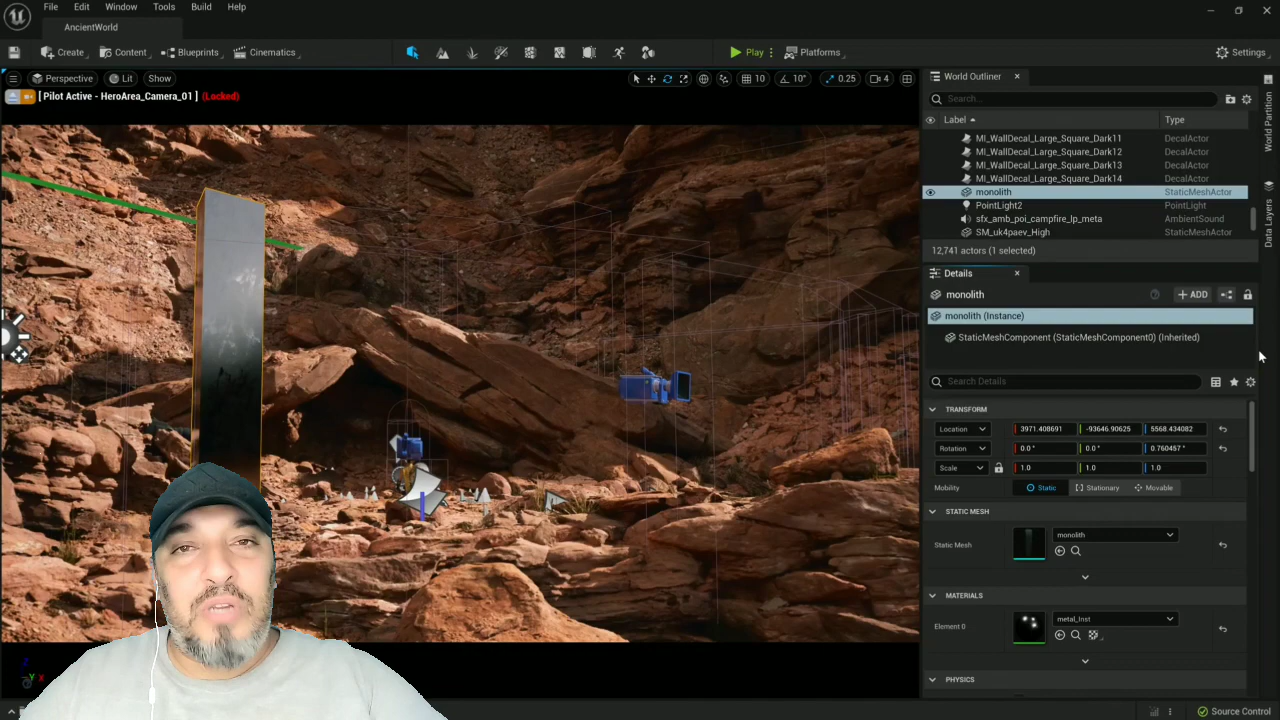 File Edit Window Tools Build Help
AncientWorld
Create Content Blueprints Cinematics Play Platforms Settings
Perspective Lit Show 10 10° 0.25 4
[ Pilot Active - HeroArea_Camera_01 ] (Locked)
World Outliner
Search...
Label Type
MI_WallDecal_Large_Square_Dark11 DecalActor
MI_WallDecal_Large_Square_Dark12 DecalActor
MI_WallDecal_Large_Square_Dark13 DecalActor
MI_WallDecal_Large_Square_Dark14 DecalActor
monolith StaticMeshActor
PointLight2 PointLight
sfx_amb_poi_campfire_lp_meta AmbientSound
SM_uk4paev_High StaticMeshActor
12,741 actors (1 selected)
World Partition
Data Layers
Details
monolith ADD
monolith (Instance)
StaticMeshComponent (StaticMeshComponent0) (Inherited)
Search Details
TRANSFORM
Location 3971.408691 -93646.90625 5568.434082
Rotation 0.0 ° 0.0 ° 0.760457 °
Scale 1.0 1.0 1.0
Mobility Static Stationary Movable
STATIC MESH
Static Mesh monolith
MATERIALS
Element 0 metal_Inst
PHYSICS
Z Y X
Source Control